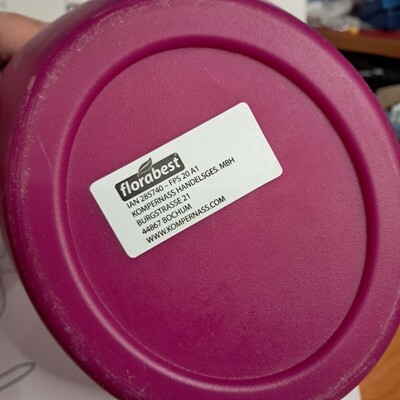 florabest
IAN 285740 – FPS 20 A1
KOMPERNASS HANDELSGES. MBH
BURGSTRASSE 21
44867 BOCHUM
WWW.KOMPERNASS.COM